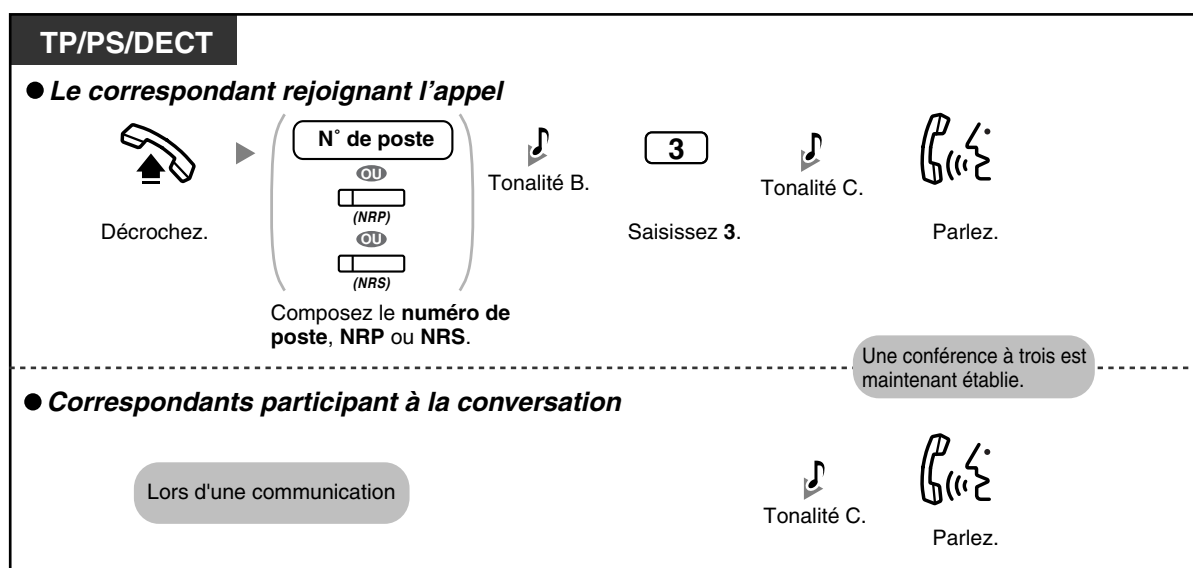 TP/PS/DECT
● Le correspondant rejoignant l'appel
N° de poste
OU
(NRP)
OU
(NRS)
Tonalité B.
3
Tonalité C.
Décrochez.
Saisissez 3.
Parlez.
Composez le numéro de
poste, NRP ou NRS.
Une conférence à trois est
maintenant établie.
● Correspondants participant à la conversation
Lors d'une communication
Tonalité C.
Parlez.